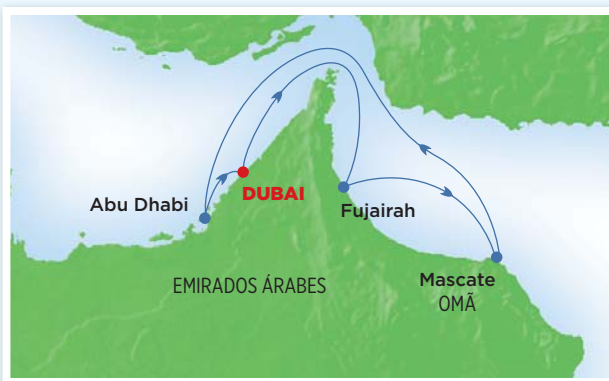 Abu Dhabi
DUBAI
Fujairah
EMIRADOS ÁRABES
Mascate
OMÃ